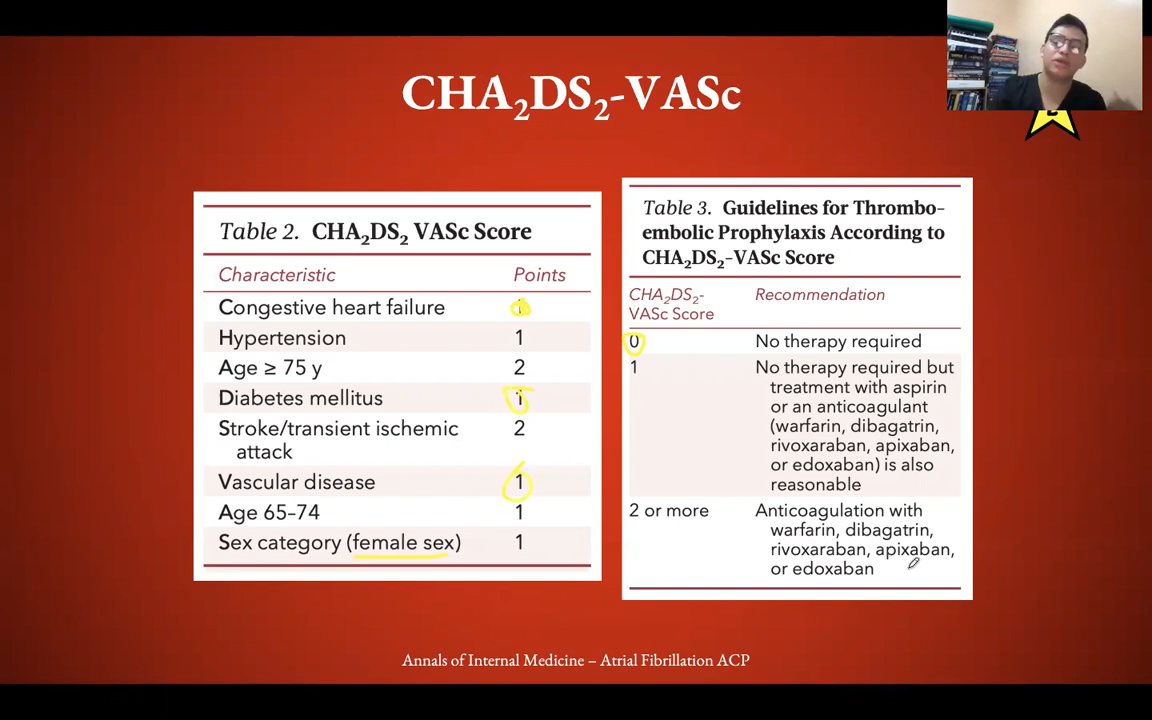 CHA₂DS₂-VASc
Table 2. CHA₂DS₂ VASc Score
Characteristic Points
Congestive heart failure
Hypertension 1
Age ≥ 75 y 2
Diabetes mellitus 1
Stroke/transient ischemic 2
attack
Vascular disease 1
Age 65–74 1
Sex category (female sex) 1
Table 3. Guidelines for Thrombo-
embolic Prophylaxis According to
CHA₂DS₂-VASc Score
CHA₂DS₂- Recommendation
VASc Score
0 No therapy required
1 No therapy required but
treatment with aspirin
or an anticoagulant
(warfarin, dibagatrin,
rivoxaraban, apixaban,
or edoxaban) is also
reasonable
2 or more Anticoagulation with
warfarin, dibagatrin,
rivoxaraban, apixaban,
or edoxaban
Annals of Internal Medicine – Atrial Fibrillation ACP